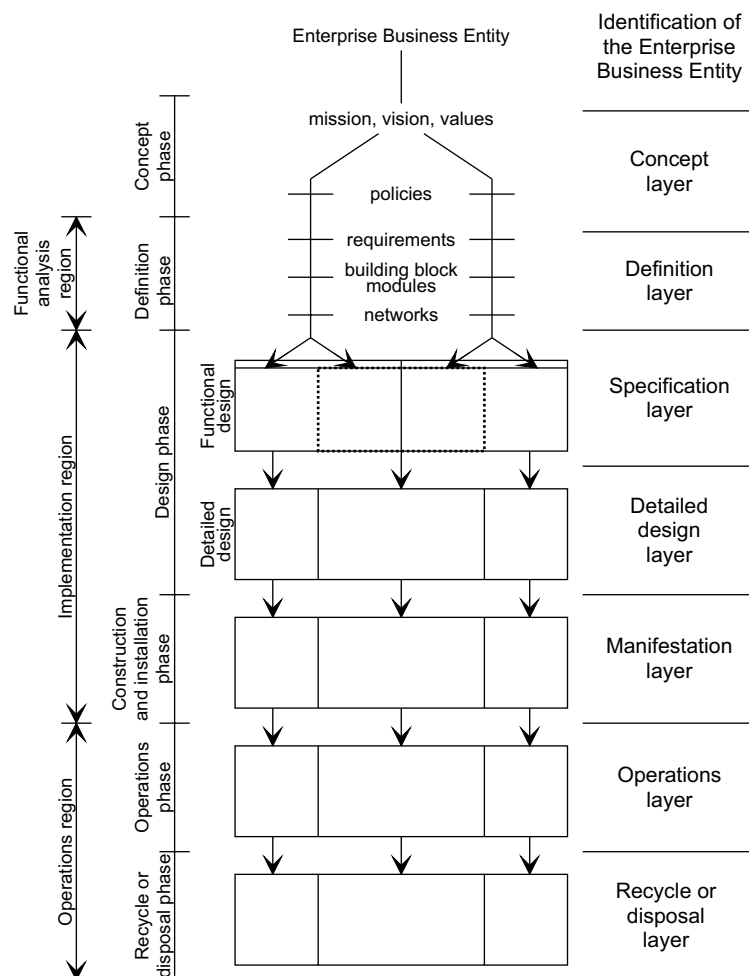 Enterprise Business Entity
Identification of
the Enterprise
Business Entity
mission, vision, values
Concept
phase
Concept
layer
policies
Functional
analysis
region
Definition
phase
requirements
building block
modules
networks
Definition
layer
Implementation region
Design phase
Functional
design
Specification
layer
Detailed
design
Detailed
design
layer
Construction
and installation
phase
Manifestation
layer
Operations region
Operations
phase
Operations
layer
Recycle or
disposal phase
Recycle or
disposal
layer